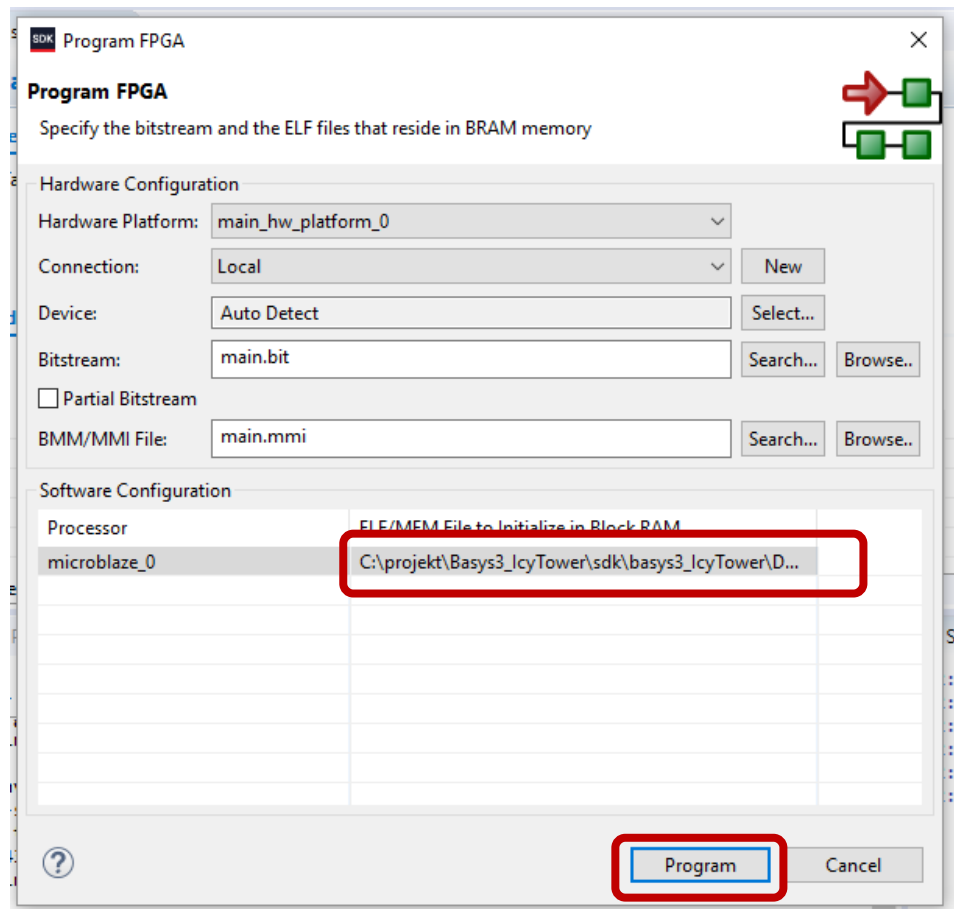 SDK Program FPGA
Program FPGA
Specify the bitstream and the ELF files that reside in BRAM memory
Hardware Configuration
Hardware Platform: main_hw_platform_0
Connection: Local New
Device: Auto Detect Select...
Bitstream: main.bit Search... Browse..
Partial Bitstream
BMM/MMI File: main.mmi Search... Browse..
Software Configuration
Processor ELF/MEM File to Initialize in Block RAM
microblaze_0 C:\projekt\Basys3_IcyTower\sdk\basys3_IcyTower\D...
? Program Cancel